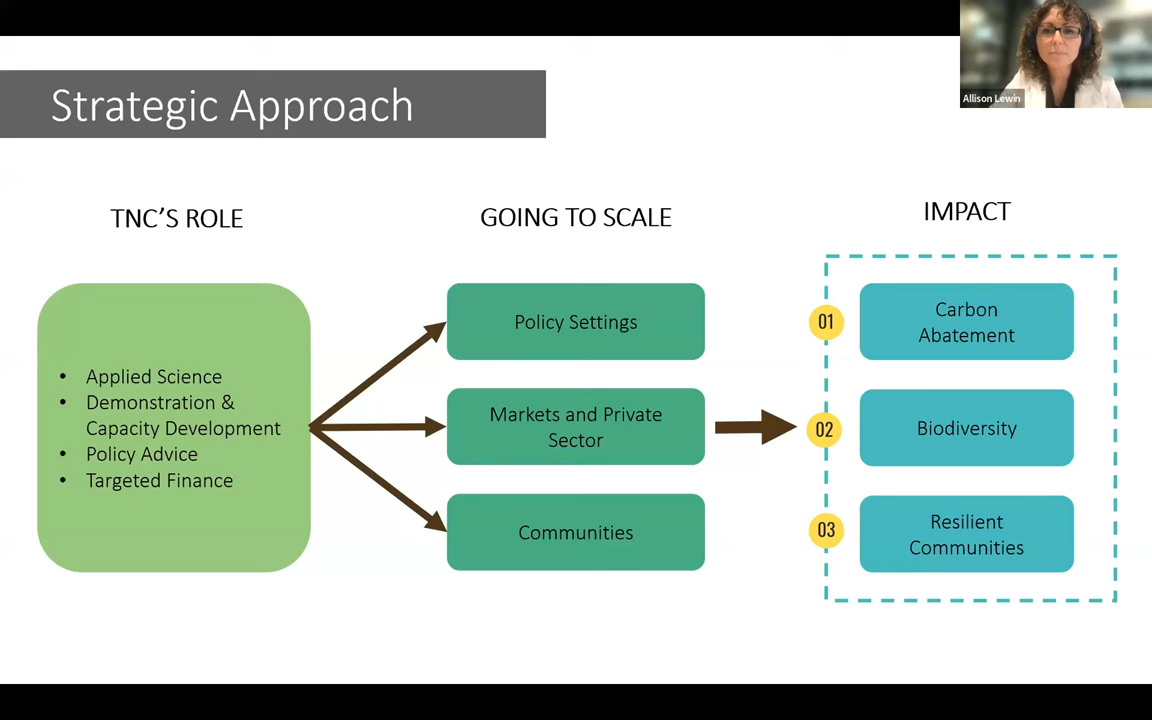 Allison Lewin
Strategic Approach
TNC’S ROLE
GOING TO SCALE
IMPACT
• Applied Science
• Demonstration &
Capacity Development
• Policy Advice
• Targeted Finance
Policy Settings
Markets and Private
Sector
Communities
01
Carbon
Abatement
02
Biodiversity
03
Resilient
Communities